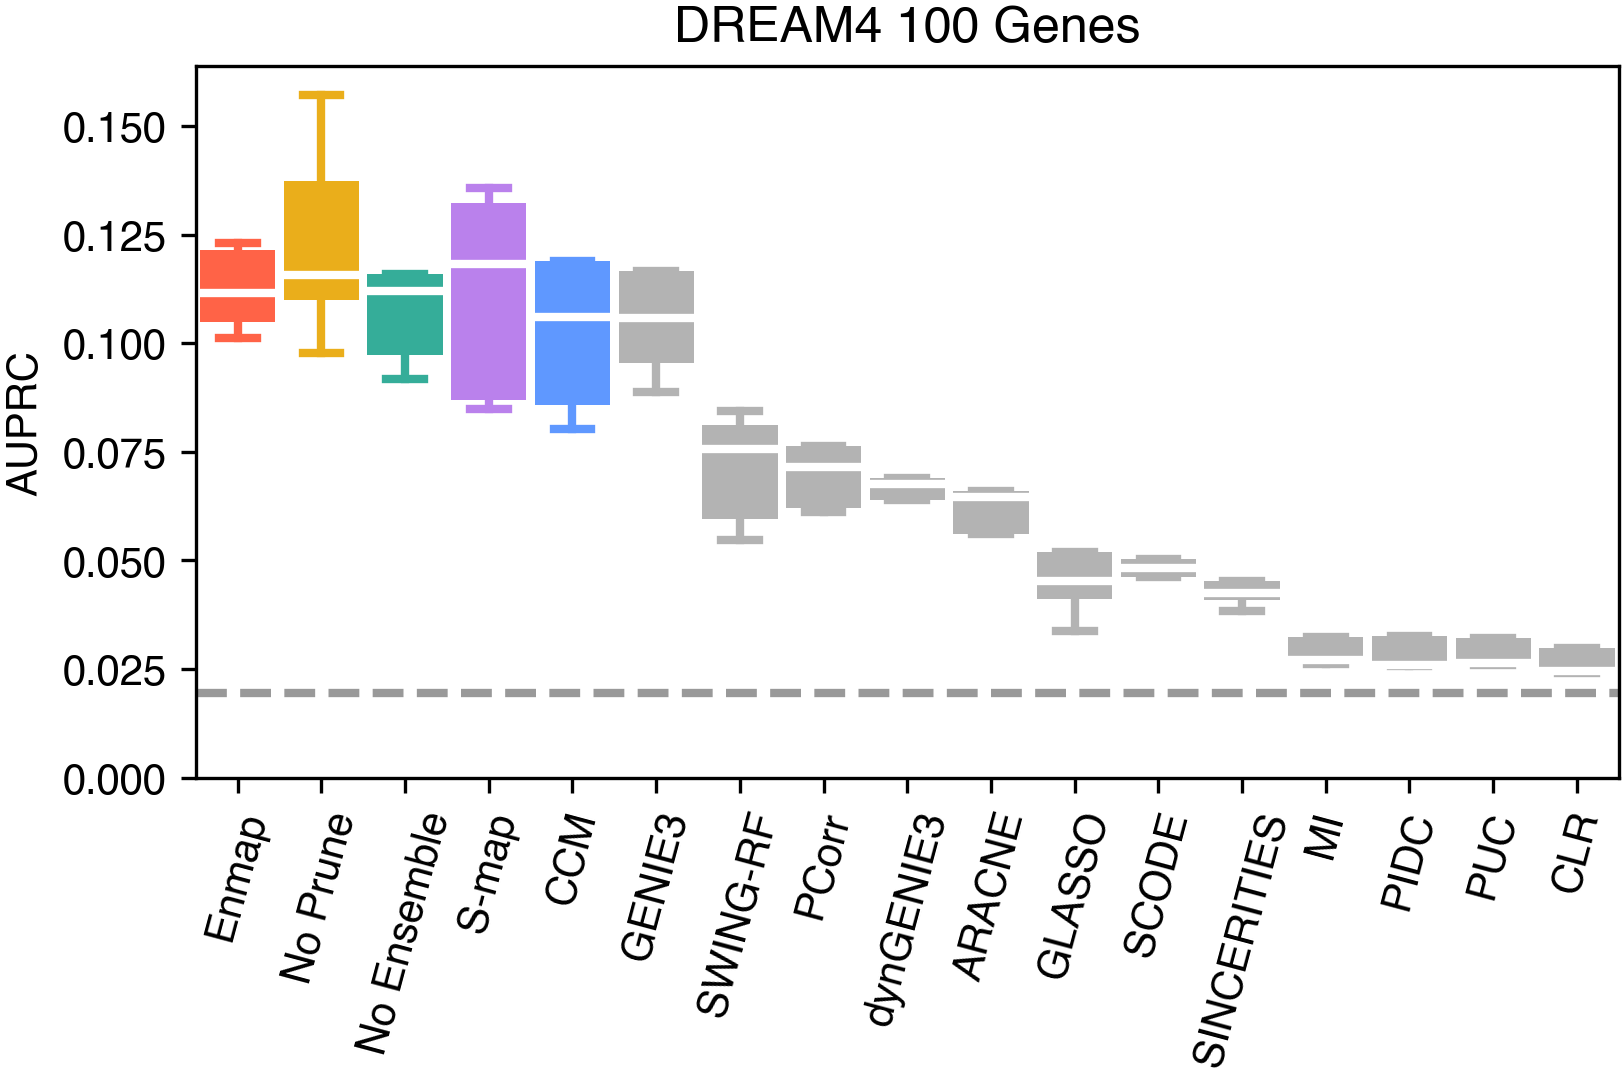 DREAM4 100 Genes
AUPRC
0.150
0.125
0.100
0.075
0.050
0.025
0.000
Enmap
No Prune
No Ensemble
S-map
CCM
GENIE3
SWING-RF
PCorr
dynGENIE3
ARACNE
GLASSO
SCODE
SINCERITIES
MI
PIDC
PUC
CLR